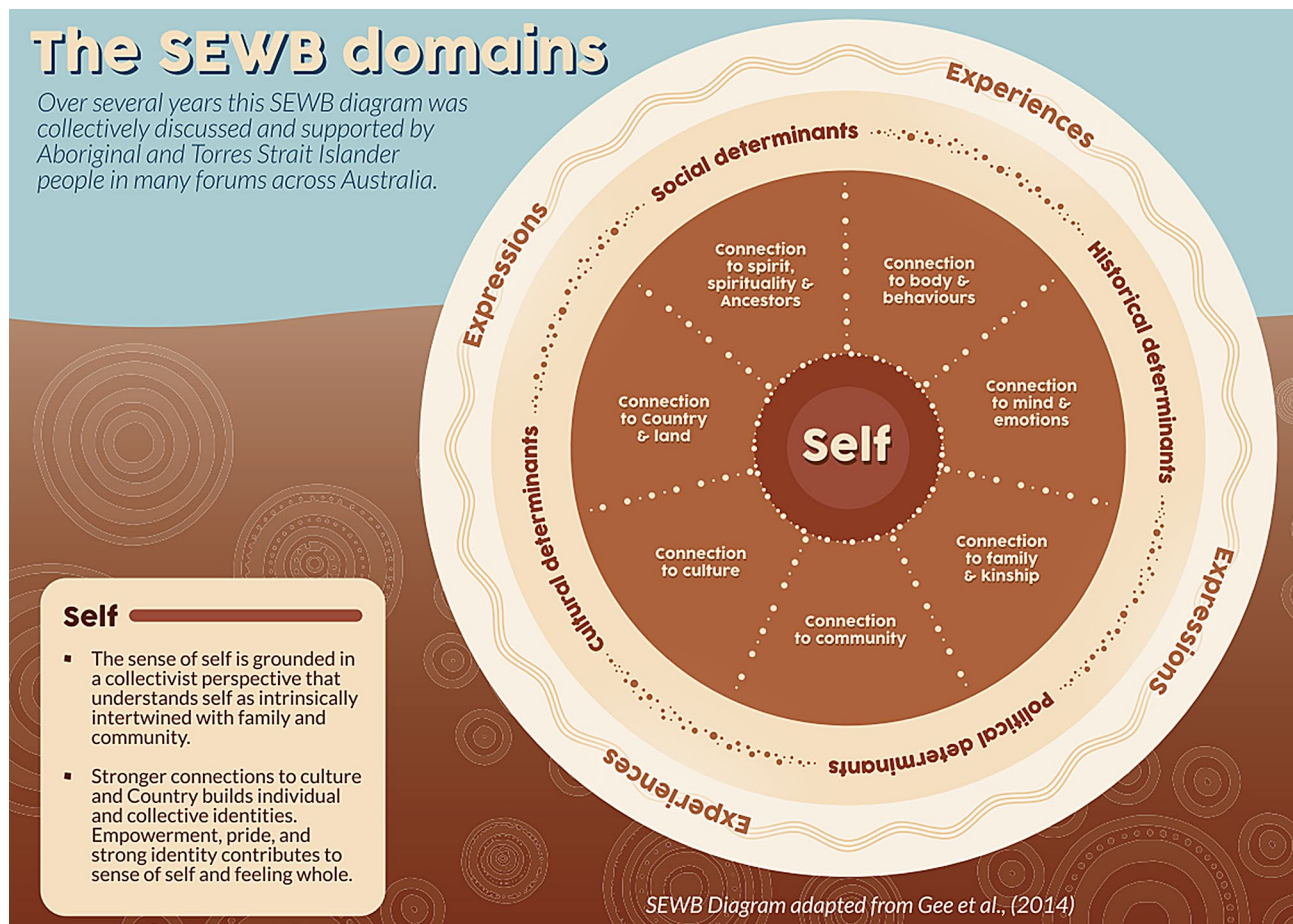 The SEWB domains
Over several years this SEWB diagram was
collectively discussed and supported by
Aboriginal and Torres Strait Islander
people in many forums across Australia.
Experiences
Expressions
Social determinants
Historical determinants
Connection
to spirit,
spirituality &
Ancestors
Connection
to body &
behaviours
Connection
to Country
& land
Self
Connection
to mind &
emotions
Connection
to culture
Connection
to family
& kinship
Connection
to community
Cultural determinants
Political determinants
Expressions
Experiences
Self
▪ The sense of self is grounded in
a collectivist perspective that
understands self as intrinsically
intertwined with family and
community.
▪ Stronger connections to culture
and Country builds individual
and collective identities.
Empowerment, pride, and
strong identity contributes to
sense of self and feeling whole.
SEWB Diagram adapted from Gee et al., (2014)